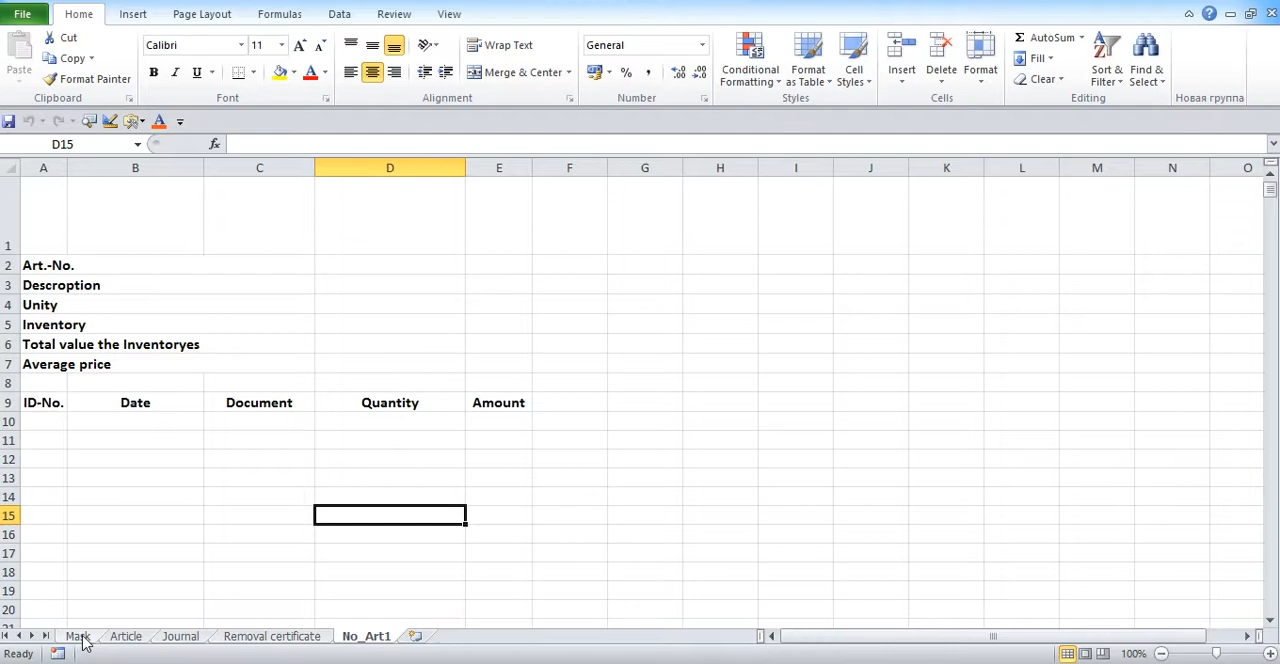 File Home Insert Page Layout Formulas Data Review View
Cut
Copy
Format Painter
Paste
Clipboard
Calibri 11
B I U A
Font
Wrap Text
Merge & Center
Alignment
General
%
Number
Conditional Formatting
Format as Table
Cell Styles
Styles
Insert Delete Format
Cells
AutoSum
Fill
Clear
Sort & Filter
Find & Select
Editing
Новая группа
D15 fx
A B C D E F G H I J K L M N O
1
2 Art.-No.
3 Descroption
4 Unity
5 Inventory
6 Total value the Inventoryes
7 Average price
8
9 ID-No. Date Document Quantity Amount
10
11
12
13
14
15
16
17
18
19
20
21
Article Journal Removal certificate No_Art1
Ready 100%